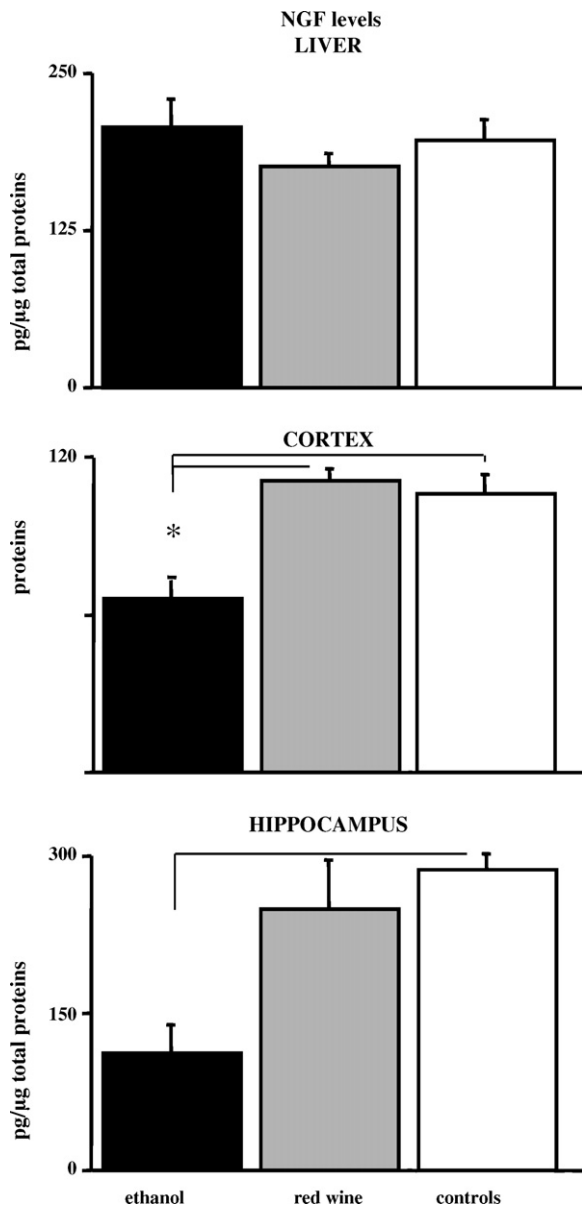 NGF levels
LIVER
250
125
0
pg/µg total proteins
CORTEX
120
*
proteins
HIPPOCAMPUS
300
150
0
pg/µg total proteins
ethanol red wine controls